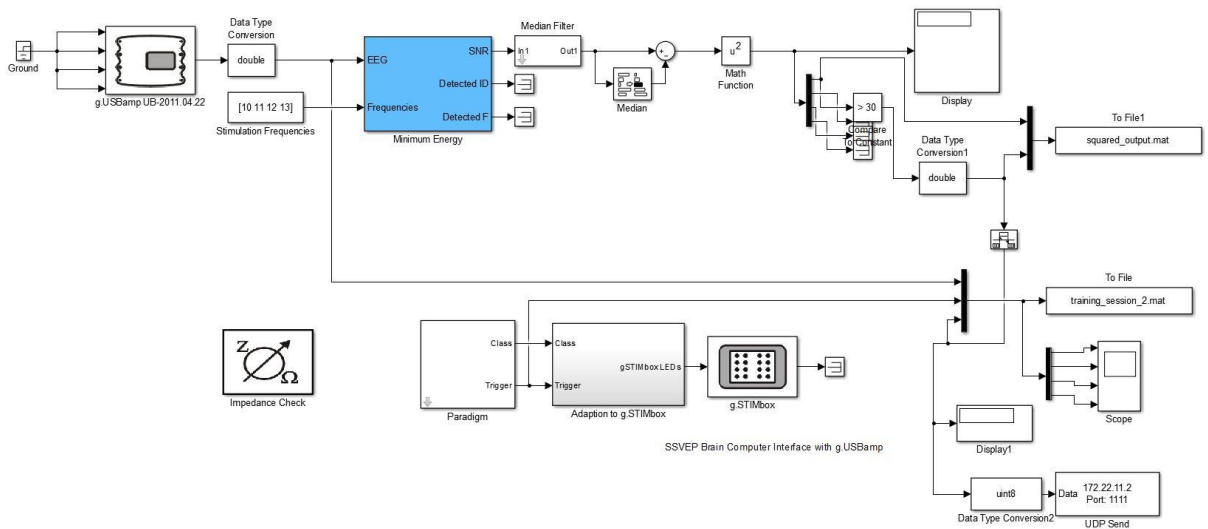 Ground
g.USBamp UB-2011.04.22
Data Type
Conversion
double
[10 11 12 13]
Stimulation Frequencies
EEG
Frequencies
SNR
Detected ID
Detected F
Minimum Energy
Median Filter
In1
Out1
Median
+
-
u²
Math
Function
Display
> 30
Compare
To Constant
Data Type
Conversion1
double
To File1
squared_output.mat
To File
training_session_2.mat
Z
Ω
Impedance Check
Class
Trigger
Paradigm
Class
Trigger
gSTIMbox LEDs
Adaption to g.STIMbox
g.STIMbox
SSVEP Brain Computer Interface with g.USBamp
Scope
Display1
uint8
Data Type Conversion2
Data
172.22.11.2
Port: 1111
UDP Send